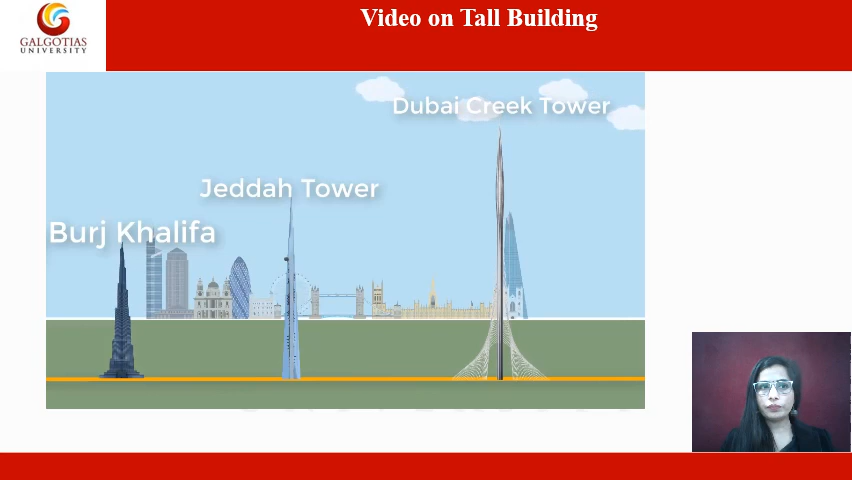 GALGOTIAS
UNIVERSITY
Video on Tall Building
Dubai Creek Tower
Jeddah Tower
Burj Khalifa